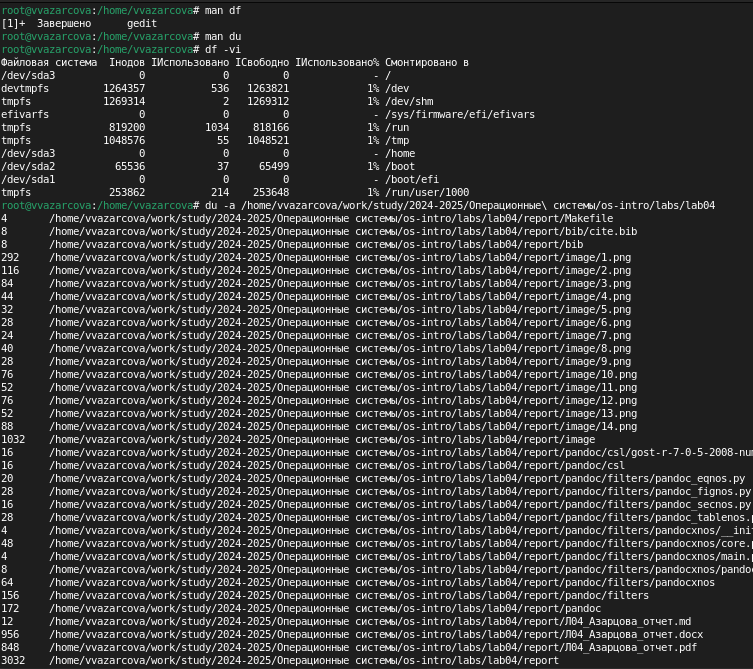 root@vvazarcova:/home/vvazarcova# man df
[1]+  Завершено      gedit
root@vvazarcova:/home/vvazarcova# man du
root@vvazarcova:/home/vvazarcova# df -vi
Файловая система  Iнодов IИспользовано IСвободно IИспользовано% Смонтировано в
/dev/sda3              0             0         0              - /
devtmpfs         1264357           536   1263821             1% /dev
tmpfs            1269314             2   1269312             1% /dev/shm
efivarfs               0             0         0              - /sys/firmware/efi/efivars
tmpfs             819200          1034    818166             1% /run
tmpfs            1048576            55   1048521             1% /tmp
/dev/sda3              0             0         0              - /home
/dev/sda2          65536            37     65499             1% /boot
/dev/sda1              0             0         0              - /boot/efi
tmpfs             253862           214    253648             1% /run/user/1000
root@vvazarcova:/home/vvazarcova# du -a /home/vvazarcova/work/study/2024-2025/Операционные\ системы/os-intro/labs/lab04
4       /home/vvazarcova/work/study/2024-2025/Операционные системы/os-intro/labs/lab04/report/Makefile
8       /home/vvazarcova/work/study/2024-2025/Операционные системы/os-intro/labs/lab04/report/bib/cite.bib
8       /home/vvazarcova/work/study/2024-2025/Операционные системы/os-intro/labs/lab04/report/bib
292     /home/vvazarcova/work/study/2024-2025/Операционные системы/os-intro/labs/lab04/report/image/1.png
116     /home/vvazarcova/work/study/2024-2025/Операционные системы/os-intro/labs/lab04/report/image/2.png
84      /home/vvazarcova/work/study/2024-2025/Операционные системы/os-intro/labs/lab04/report/image/3.png
44      /home/vvazarcova/work/study/2024-2025/Операционные системы/os-intro/labs/lab04/report/image/4.png
32      /home/vvazarcova/work/study/2024-2025/Операционные системы/os-intro/labs/lab04/report/image/5.png
28      /home/vvazarcova/work/study/2024-2025/Операционные системы/os-intro/labs/lab04/report/image/6.png
24      /home/vvazarcova/work/study/2024-2025/Операционные системы/os-intro/labs/lab04/report/image/7.png
40      /home/vvazarcova/work/study/2024-2025/Операционные системы/os-intro/labs/lab04/report/image/8.png
28      /home/vvazarcova/work/study/2024-2025/Операционные системы/os-intro/labs/lab04/report/image/9.png
76      /home/vvazarcova/work/study/2024-2025/Операционные системы/os-intro/labs/lab04/report/image/10.png
52      /home/vvazarcova/work/study/2024-2025/Операционные системы/os-intro/labs/lab04/report/image/11.png
76      /home/vvazarcova/work/study/2024-2025/Операционные системы/os-intro/labs/lab04/report/image/12.png
52      /home/vvazarcova/work/study/2024-2025/Операционные системы/os-intro/labs/lab04/report/image/13.png
88      /home/vvazarcova/work/study/2024-2025/Операционные системы/os-intro/labs/lab04/report/image/14.png
1032    /home/vvazarcova/work/study/2024-2025/Операционные системы/os-intro/labs/lab04/report/image
16      /home/vvazarcova/work/study/2024-2025/Операционные системы/os-intro/labs/lab04/report/pandoc/csl/gost-r-7-0-5-2008-num
16      /home/vvazarcova/work/study/2024-2025/Операционные системы/os-intro/labs/lab04/report/pandoc/csl
20      /home/vvazarcova/work/study/2024-2025/Операционные системы/os-intro/labs/lab04/report/pandoc/filters/pandoc_eqnos.py
28      /home/vvazarcova/work/study/2024-2025/Операционные системы/os-intro/labs/lab04/report/pandoc/filters/pandoc_fignos.py
16      /home/vvazarcova/work/study/2024-2025/Операционные системы/os-intro/labs/lab04/report/pandoc/filters/pandoc_secnos.py
28      /home/vvazarcova/work/study/2024-2025/Операционные системы/os-intro/labs/lab04/report/pandoc/filters/pandoc_tablenos.p
4       /home/vvazarcova/work/study/2024-2025/Операционные системы/os-intro/labs/lab04/report/pandoc/filters/pandocxnos/__ini
48      /home/vvazarcova/work/study/2024-2025/Операционные системы/os-intro/labs/lab04/report/pandoc/filters/pandocxnos/core.p
4       /home/vvazarcova/work/study/2024-2025/Операционные системы/os-intro/labs/lab04/report/pandoc/filters/pandocxnos/main.p
8       /home/vvazarcova/work/study/2024-2025/Операционные системы/os-intro/labs/lab04/report/pandoc/filters/pandocxnos/pandoc
64      /home/vvazarcova/work/study/2024-2025/Операционные системы/os-intro/labs/lab04/report/pandoc/filters/pandocxnos
156     /home/vvazarcova/work/study/2024-2025/Операционные системы/os-intro/labs/lab04/report/pandoc/filters
172     /home/vvazarcova/work/study/2024-2025/Операционные системы/os-intro/labs/lab04/report/pandoc
12      /home/vvazarcova/work/study/2024-2025/Операционные системы/os-intro/labs/lab04/report/Л04_Азарцова_отчет.md
956     /home/vvazarcova/work/study/2024-2025/Операционные системы/os-intro/labs/lab04/report/Л04_Азарцова_отчет.docx
848     /home/vvazarcova/work/study/2024-2025/Операционные системы/os-intro/labs/lab04/report/Л04_Азарцова_отчет.pdf
3032    /home/vvazarcova/work/study/2024-2025/Операционные системы/os-intro/labs/lab04/report